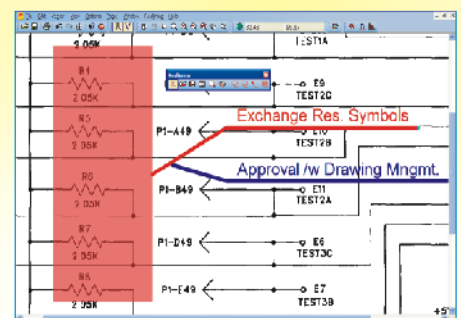 TEST1A
2.05K
R4
E9
2.05K
TEST2C
Exchange Res. Symbols
R5
P1-A49
E10
2.05K
TEST2B
Approval /w Drawing Mngmt.
R6
P1-B49
E11
2.05K
TEST2A
R7
P1-D49
E6
2.05K
TEST3C
R8
P1-E49
E7
2.05K
TEST3B